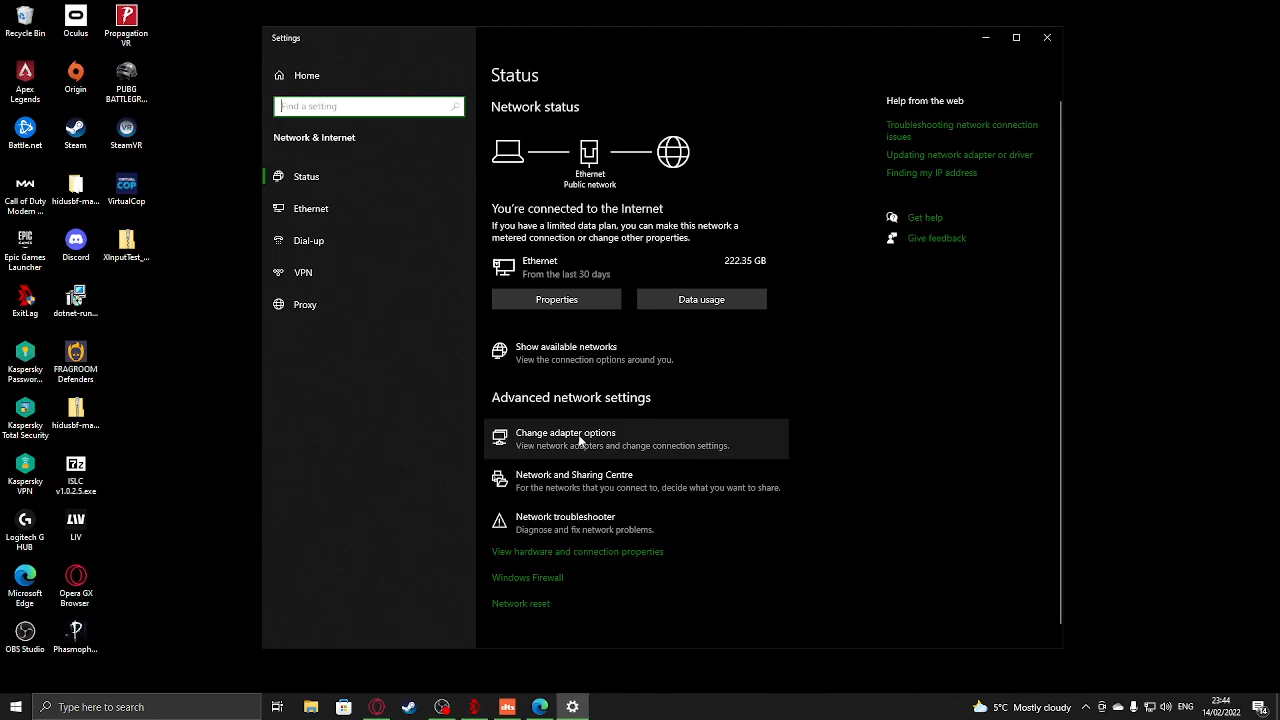 Recycle Bin
Oculus
Propagation
VR
Apex
Legends
Origin
PUBG
BATTLEGR...
Battle.net
Steam
SteamVR
Call of Duty
Modern ...
hidusbf-ma...
VirtualCop
Epic Games
Launcher
Discord
XInputTest_...
ExitLag
dotnet-run...
Kaspersky
Passwor...
FRAGROOM
Defenders
Kaspersky
Total Security
hidusbf-ma...
Kaspersky
VPN
ISLC
v1.0.2.5.exe
Logitech G
HUB
LIV
Microsoft
Edge
Opera GX
Browser
OBS Studio
Phasmoph...
Settings
Home
Find a setting
Network & Internet
Status
Ethernet
Dial-up
VPN
Proxy
Status
Network status
Ethernet
Public network
You're connected to the Internet
If you have a limited data plan, you can make this network a
metered connection or change other properties.
Ethernet
222.35 GB
From the last 30 days
Properties
Data usage
Show available networks
View the connection options around you.
Advanced network settings
Change adapter options
View network adapters and change connection settings.
Network and Sharing Centre
For the networks that you connect to, decide what you want to share.
Network troubleshooter
Diagnose and fix network problems.
View hardware and connection properties
Windows Firewall
Network reset
Help from the web
Troubleshooting network connection
issues
Updating network adapter or driver
Finding my IP address
Get help
Give feedback
Type here to search
dts
5°C Mostly cloudy
ENG
23:44
14/02/2022